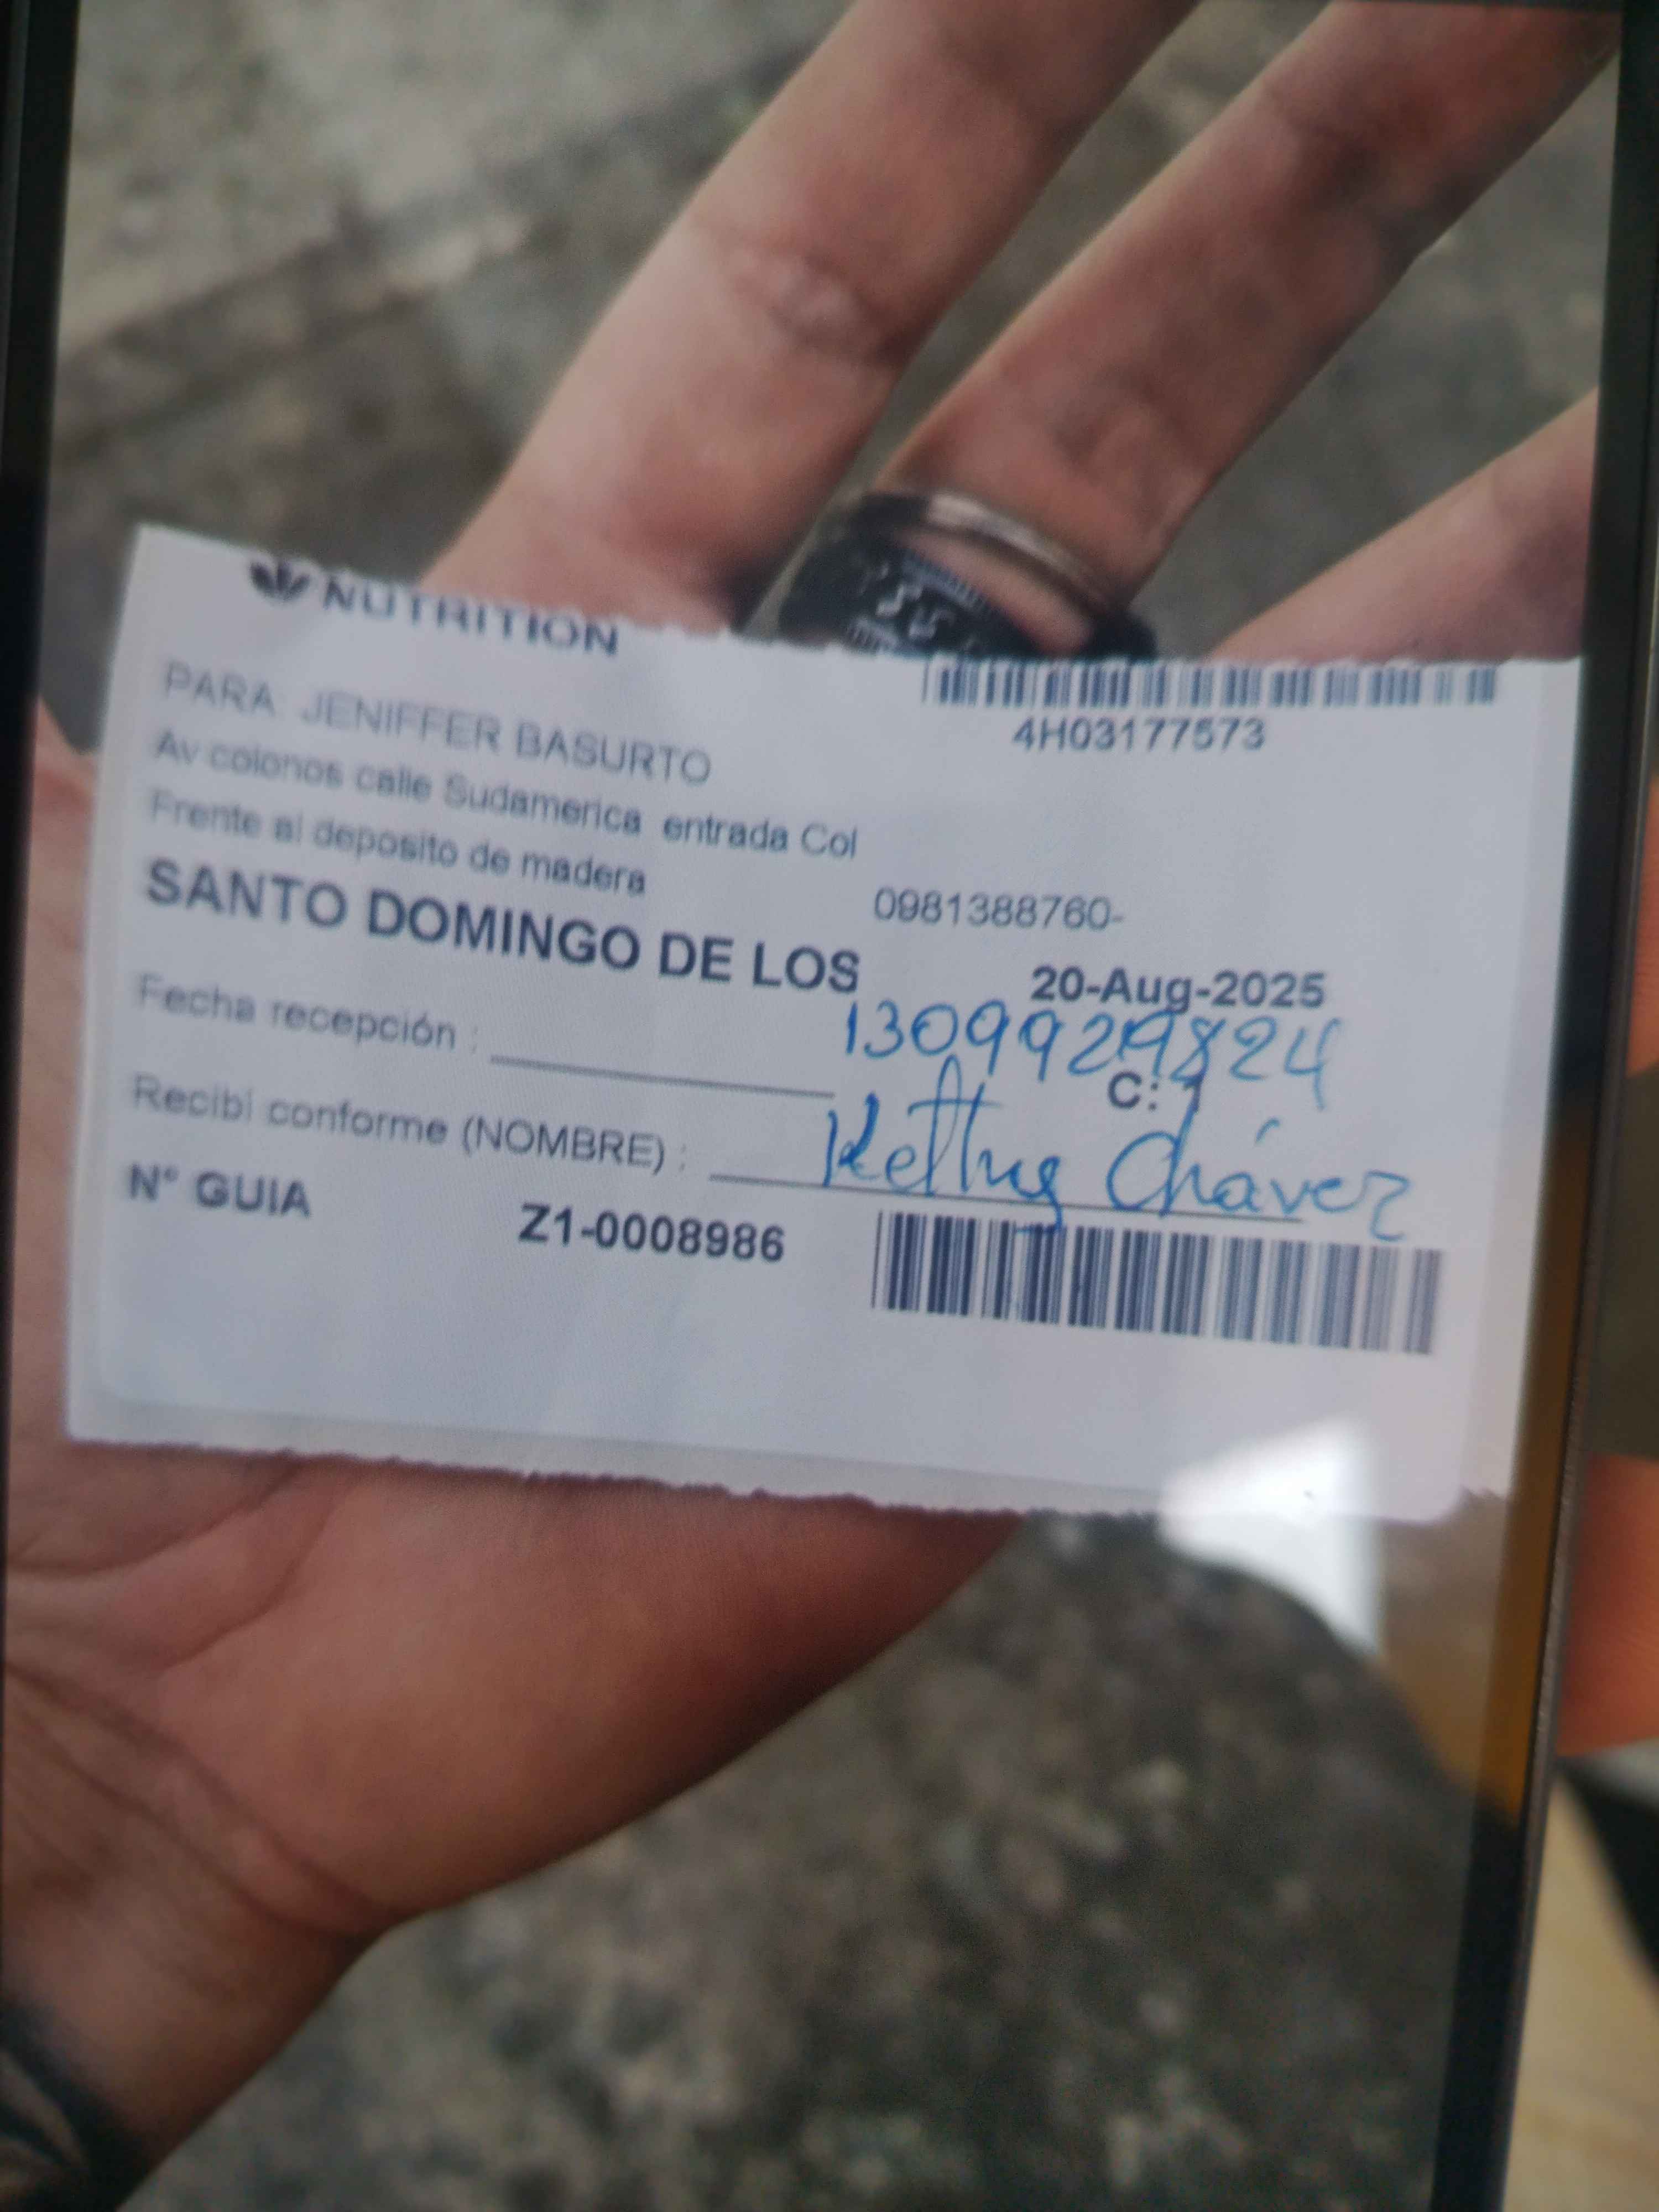 NUTRITION
4H03177573
PARA: JENIFFER BASURTO
Av colonos calle Sudamerica entrada Col
Frente al deposito de madera
0981388760-
SANTO DOMINGO DE LOS
20-Aug-2025
Fecha recepción :
C: 1
Recibí conforme (NOMBRE) : Chávez
N° GUIA Z1-0008986